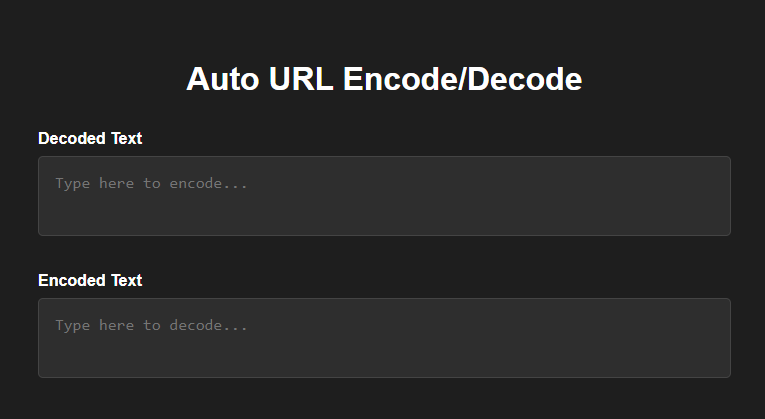 Auto URL Encode/Decode
Decoded Text
Type here to encode...
Encoded Text
Type here to decode...